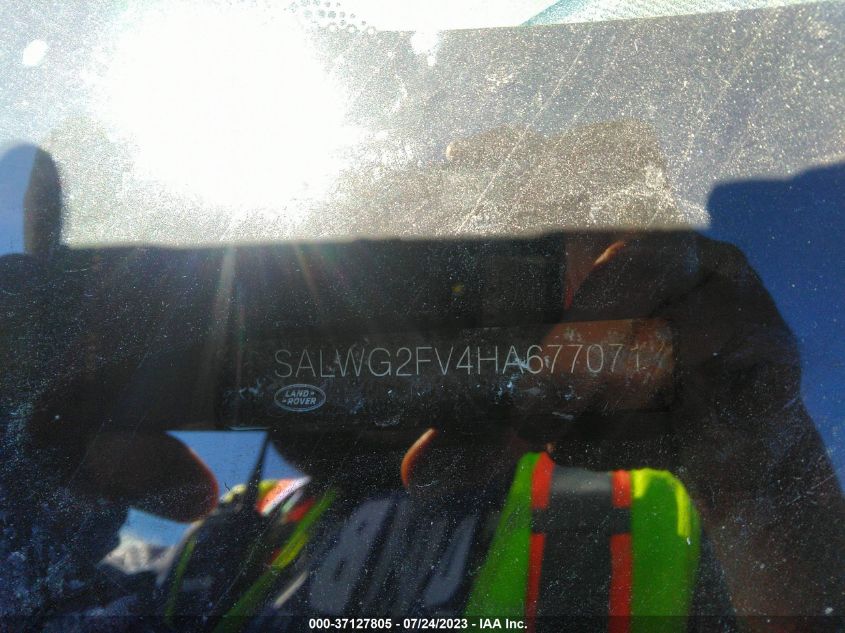 SALWG2FV4HA677071
LAND
ROVER
000-37127805 / 07/24/2023 - IAA Inc.